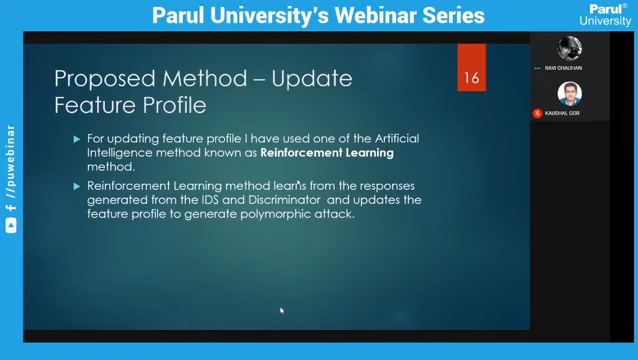 Parul University's Webinar Series
Parul®
University
Proposed Method – Update
Feature Profile
16
For updating feature profile I have used one of the Artificial
Intelligence method known as Reinforcement Learning
method.
Reinforcement Learning method learns from the responses
generated from the IDS and Discriminator and updates the
feature profile to generate polymorphic attack.
RAVI CHAUHAN
KAUSHAL GOR
//puwebinar